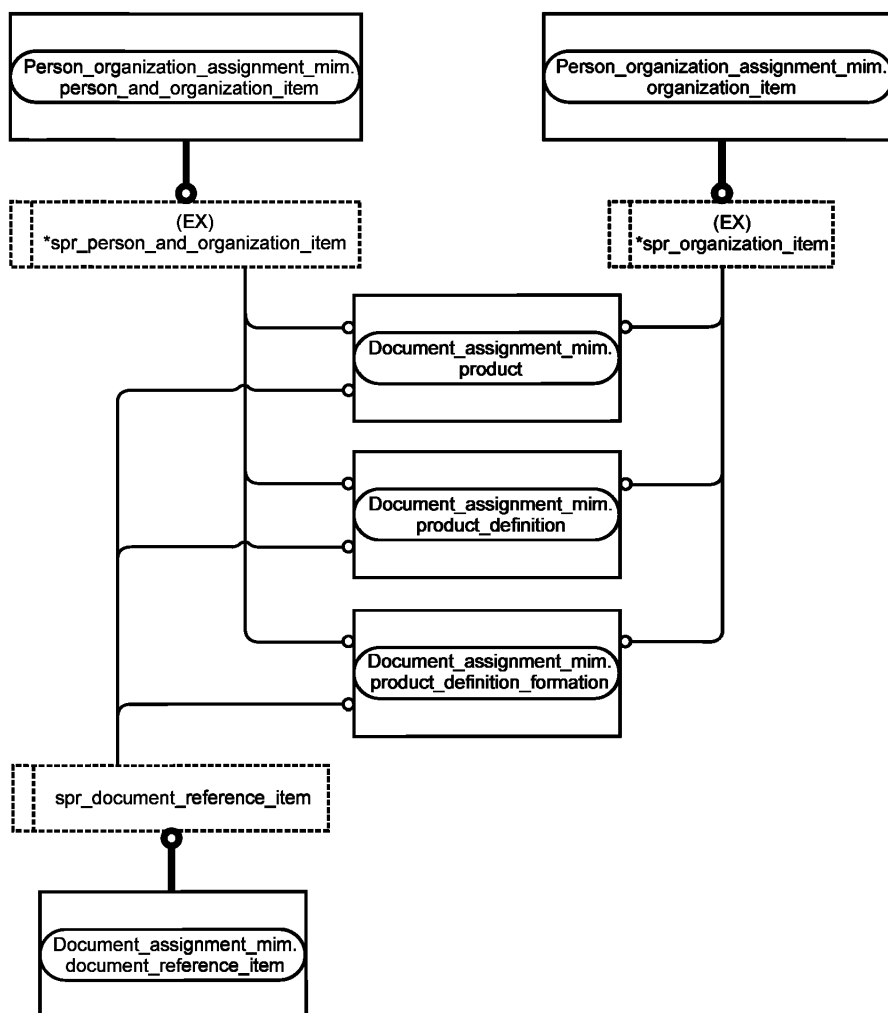 Person_organization_assignment_mim.
person_and_organization_item
Person_organization_assignment_mim.
organization_item
(EX)
*spr_person_and_organization_item
(EX)
*spr_organization_item
Document_assignment_mim.
product
Document_assignment_mim.
product_definition
Document_assignment_mim.
product_definition_formation
spr_document_reference_item
Document_assignment_mim.
document_reference_item